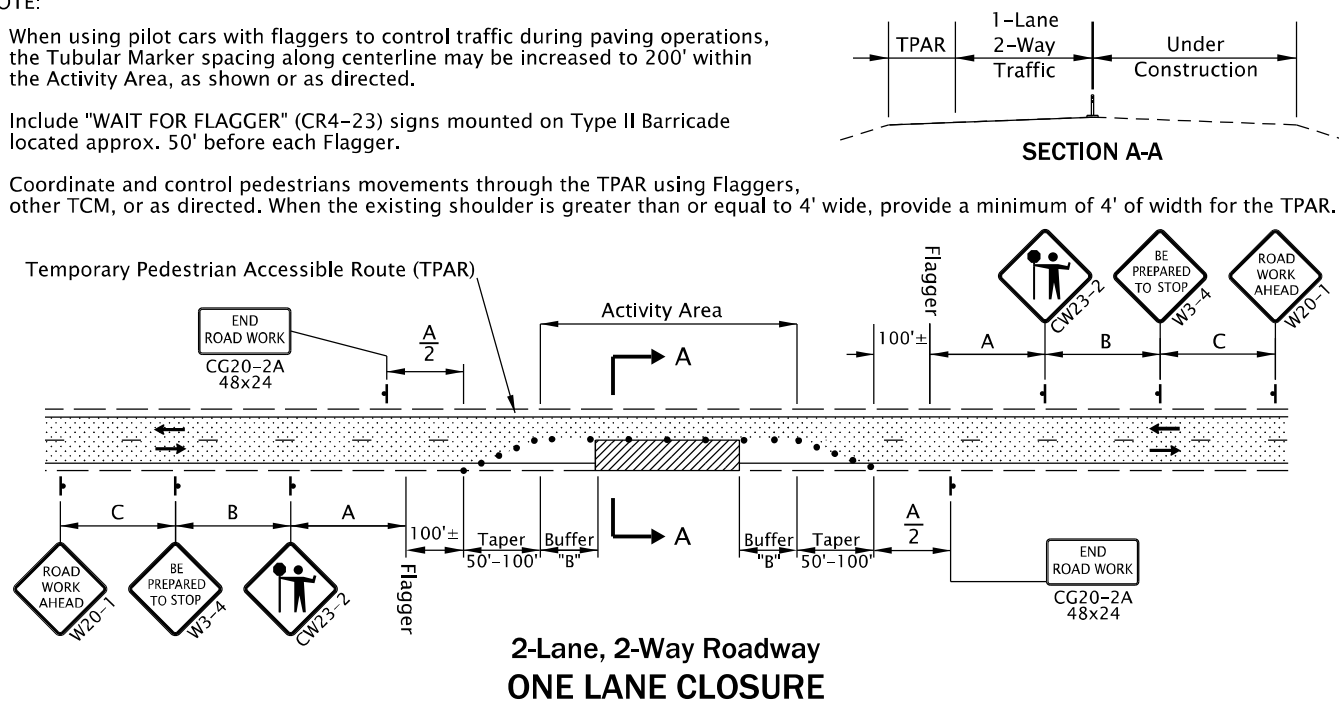 OTE:
When using pilot cars with flaggers to control traffic during paving operations,
the Tubular Marker spacing along centerline may be increased to 200' within
the Activity Area, as shown or as directed.
Include "WAIT FOR FLAGGER" (CR4-23) signs mounted on Type II Barricade
located approx. 50' before each Flagger.
Coordinate and control pedestrians movements through the TPAR using Flaggers,
other TCM, or as directed. When the existing shoulder is greater than or equal to 4' wide, provide a minimum of 4' of width for the TPAR.
TPAR
1-Lane
2-Way
Traffic
Under
Construction
SECTION A-A
Temporary Pedestrian Accessible Route (TPAR)
END
ROAD WORK
CG20-2A
48x24
A
2
Activity Area
A
100'±
Flagger
A
B
C
CW23-2
BE
PREPARED
TO STOP
W3-4
ROAD
WORK
AHEAD
W20-1
C
B
A
100'±
Flagger
Taper
50'-100'
Buffer
"B"
A
Buffer
"B"
Taper
50'-100'
A
2
ROAD
WORK
AHEAD
W20-1
BE
PREPARED
TO STOP
W3-4
CW23-2
END
ROAD WORK
CG20-2A
48x24
2-Lane, 2-Way Roadway
ONE LANE CLOSURE